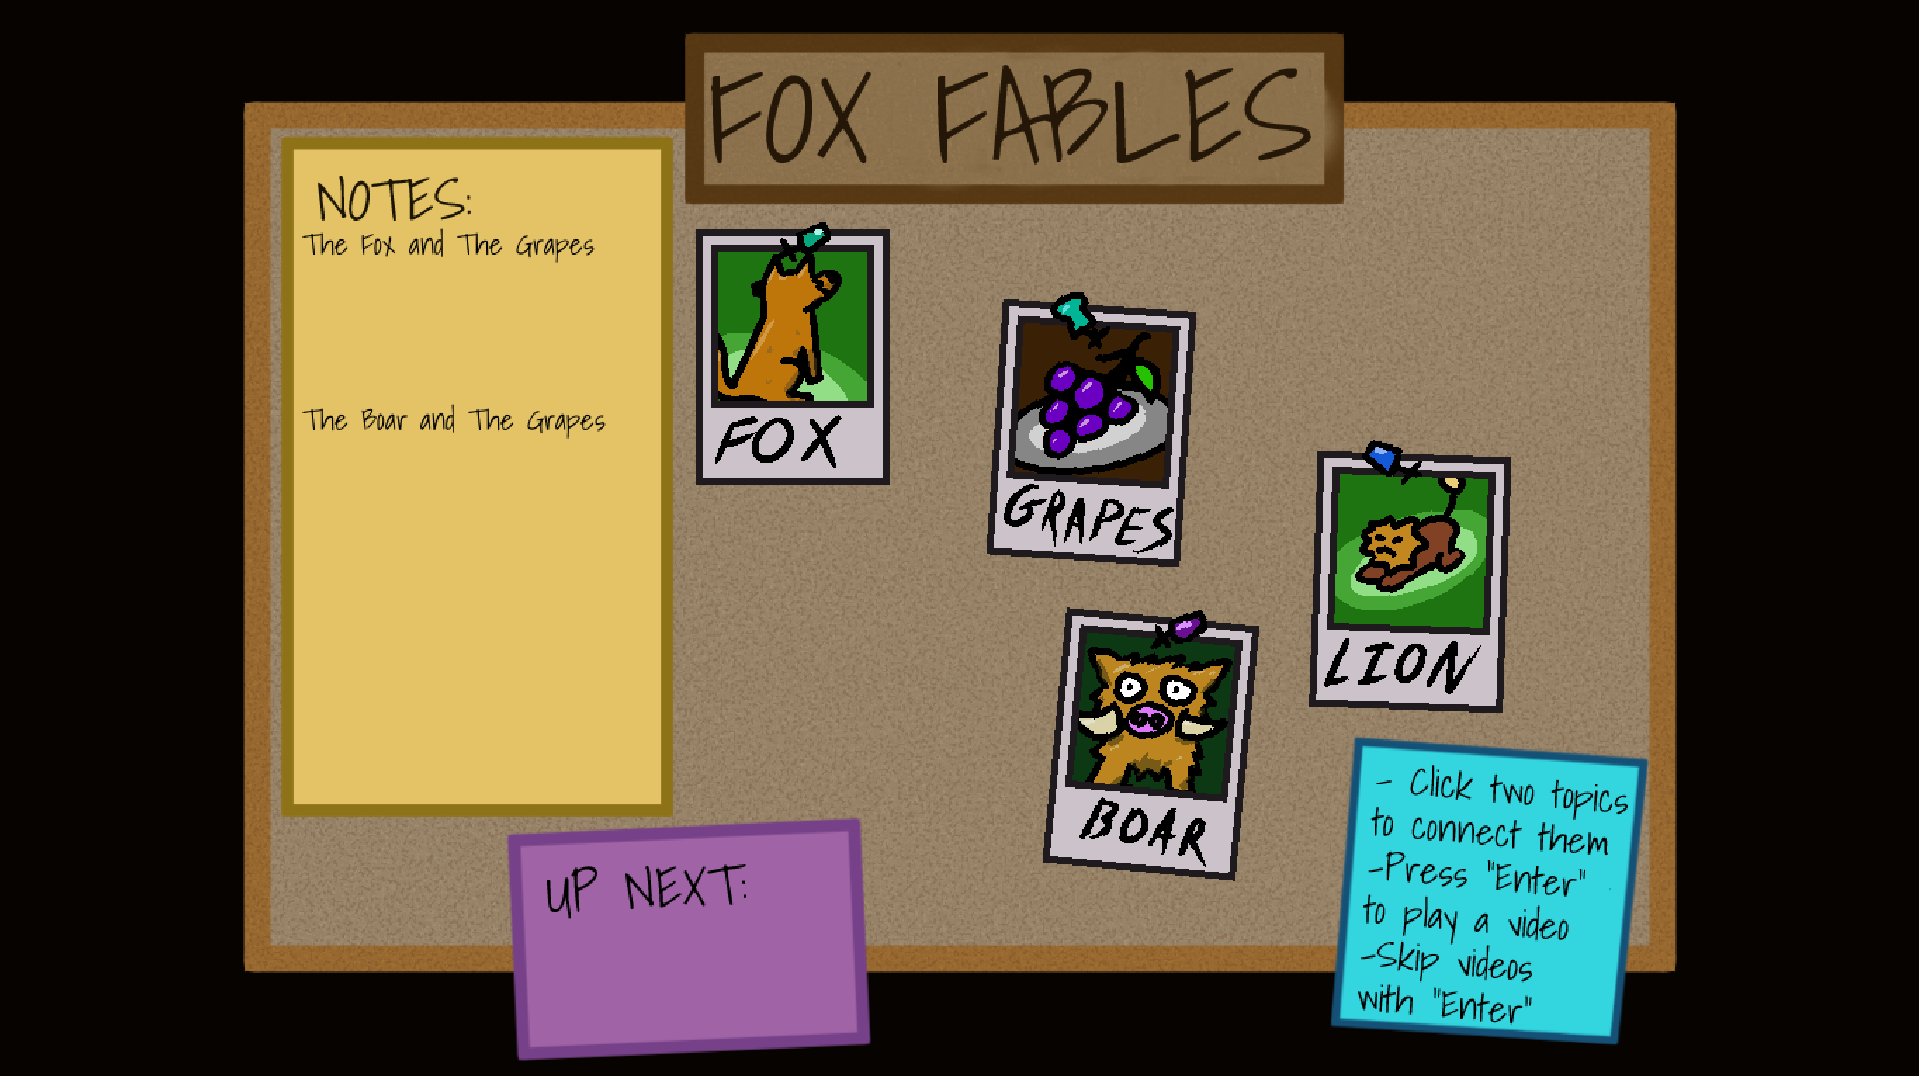 FOX FABLES
NOTES:
The Fox and The Grapes
The Boar and The Grapes
FOX
GRAPES
LION
BOAR
UP NEXT:
- Click two topics
to connect them
-Press "Enter"
to play a video
-Skip videos
with "Enter"